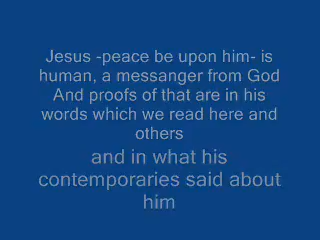 Jesus -peace be upon him- is
human, a messanger from God
And proofs of that are in his
words which we read here and
others
and in what his
contemporaries said about
him